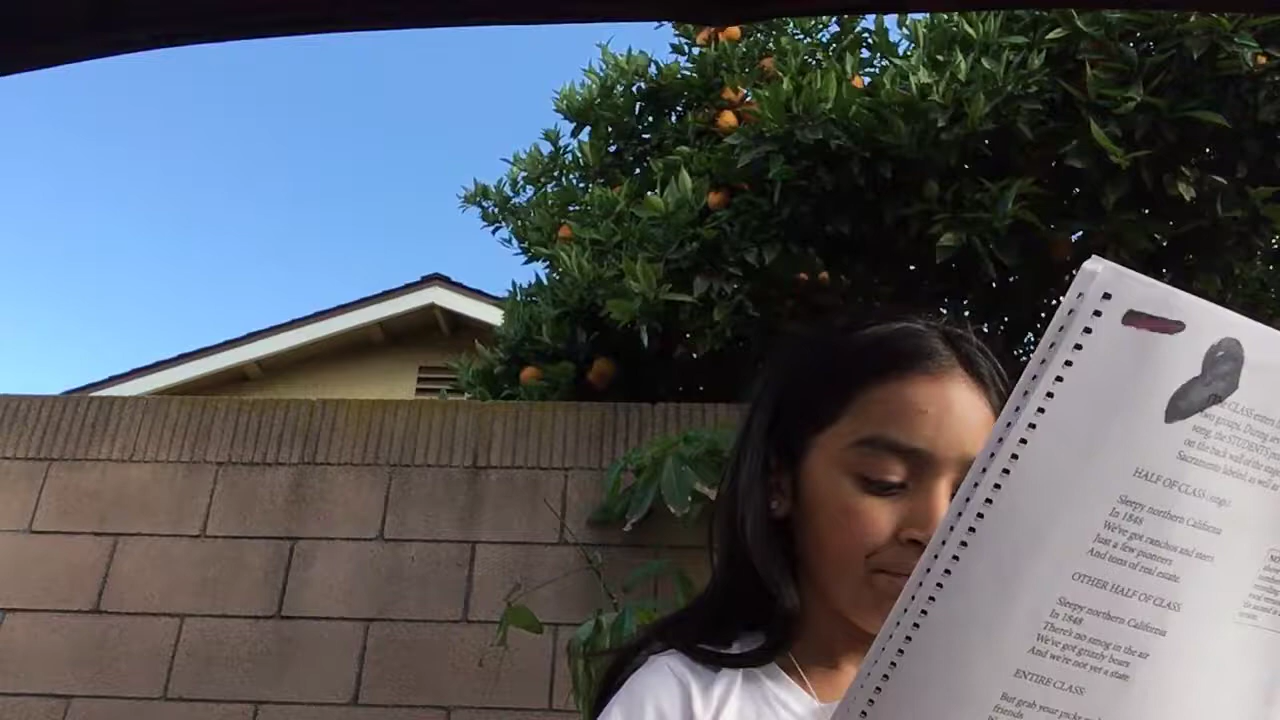 CLASS enters
two groups. During
song, the STUDENTS
on the back wall of the stage
Sacramento labeled, as well as
HALF OF CLASS (sings)
Sleepy northern California
In 1848
We've got ranchos and steers
Just a few pioneers
And tons of real estate.
OTHER HALF OF CLASS
Sleepy northern California
In 1848
There's no smog in the air
We've got grizzly bears
And we're not yet a state.
ENTIRE CLASS:
But grab your picks
friends